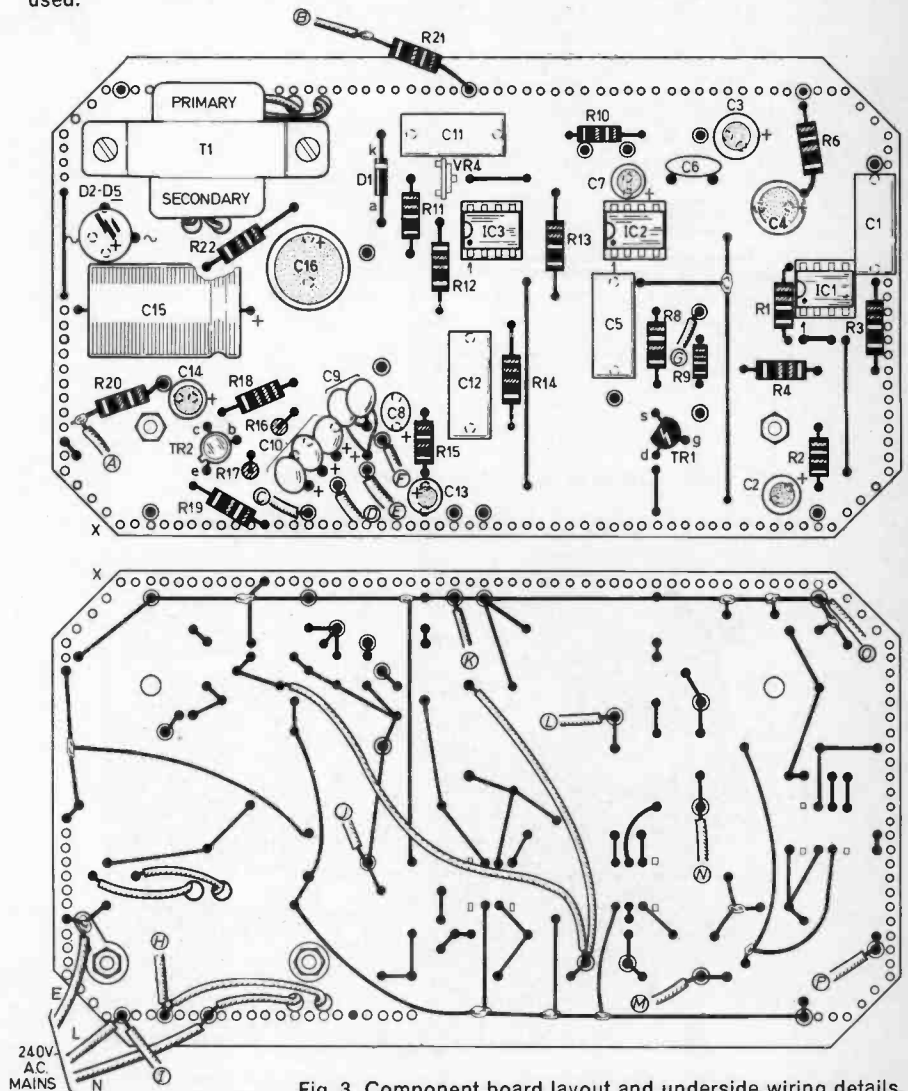 used.
B
R21
PRIMARY
T1
SECONDARY
D2-D5
+
R22
C15
+
C16
+
k
D1
a
C11
VR4
R11
R12
IC3
1
R10
C7
+
C3
+
C6
R6
C4
+
C1
R13
IC2
1
C5
R8
G
R9
R1
IC1
1
R3
R4
R20
C14
+
R18
C9
C8
+
C12
R14
A
c
b
TR2
e
R16
C10
R17
R19
C
D
E
F
R15
C13
+
s
g
d
TR1
R2
C2
+
X
X
K
O
L
J
N
H
M
P
E
L
N
I
240V
A.C.
MAINS
Fig. 3. Component board layout and underside wiring details